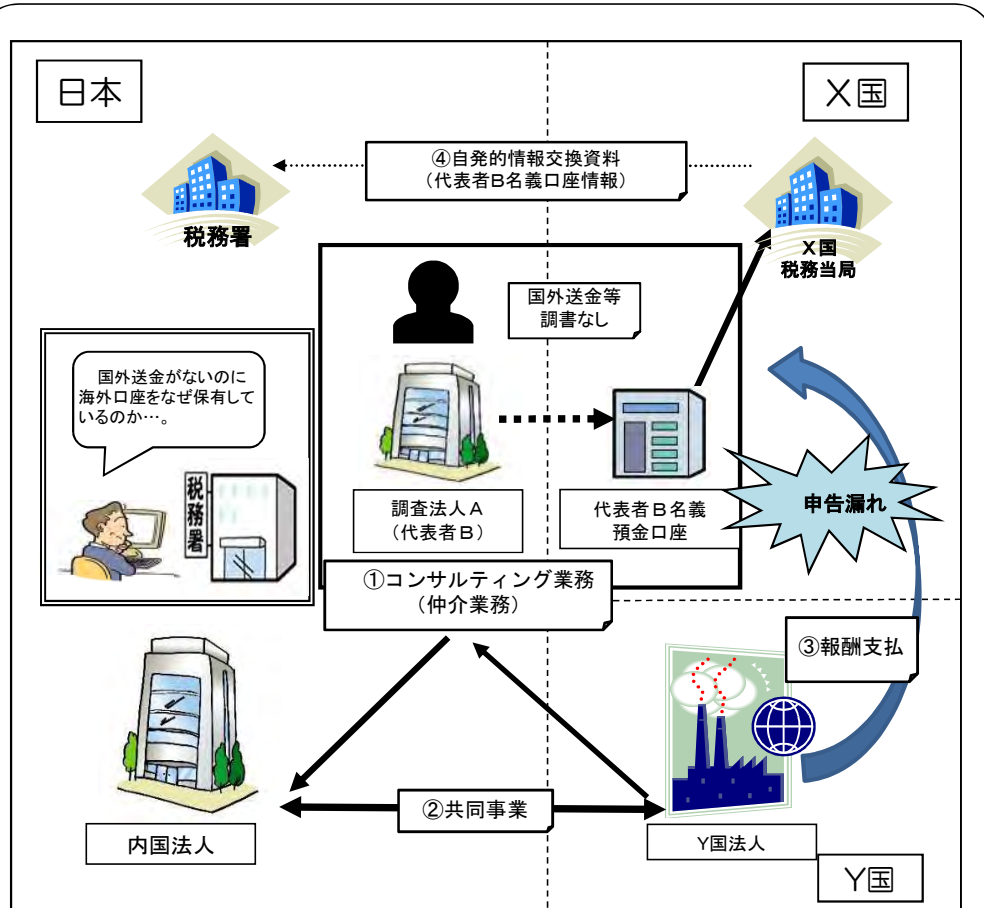 日本
X国
④自発的情報交換資料
(代表者B名義口座情報)
税務署
X国
税務当局
国外送金等
調書なし
国外送金がないのに
海外口座をなぜ保有して
いるのか…。
税務署
調査法人A
(代表者B)
代表者B名義
預金口座
申告漏れ
①コンサルティング業務
(仲介業務)
③報酬支払
②共同事業
内国法人
Y国法人
Y国